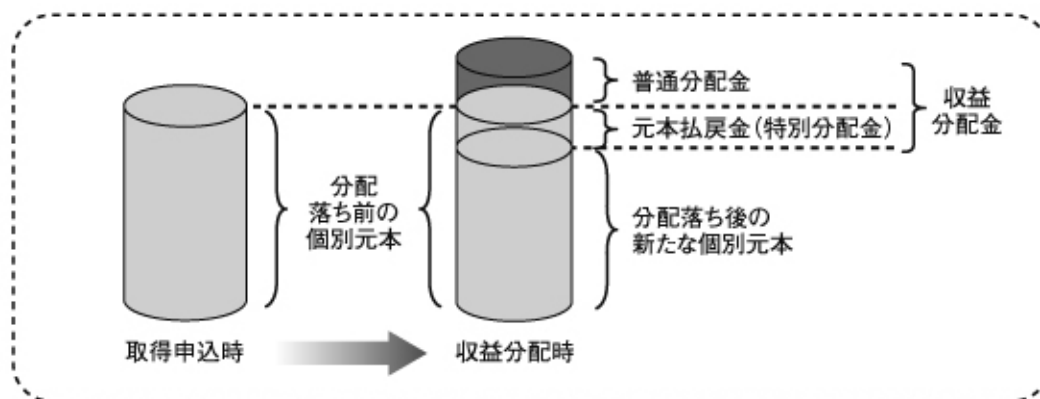 普通分配金
収益
分配金
元本払戻金(特別分配金)
分配
落ち前の
個別元本
分配落ち後の
新たな個別元本
取得申込時
収益分配時